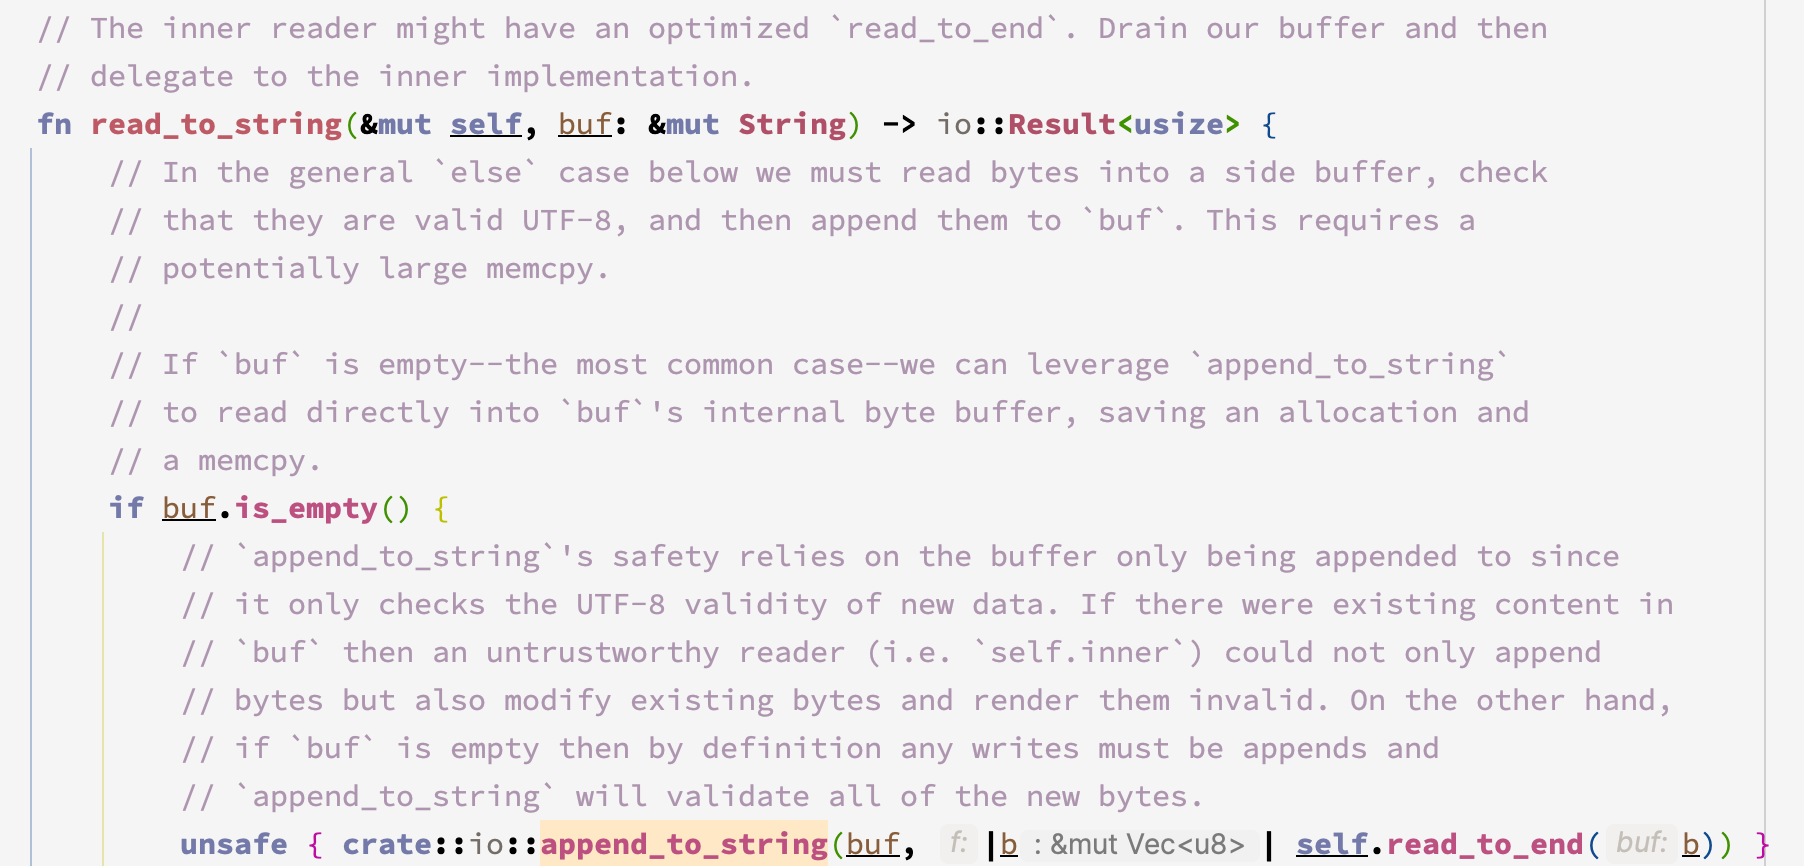 // The inner reader might have an optimized `read_to_end`. Drain our buffer and then
// delegate to the inner implementation.
fn read_to_string(&mut self, buf: &mut String) -> io::Result<usize> {
// In the general `else` case below we must read bytes into a side buffer, check
// that they are valid UTF-8, and then append them to `buf`. This requires a
// potentially large memcpy.
//
// If `buf` is empty--the most common case--we can leverage `append_to_string`
// to read directly into `buf`'s internal byte buffer, saving an allocation and
// a memcpy.
if buf.is_empty() {
// `append_to_string`'s safety relies on the buffer only being appended to since
// it only checks the UTF-8 validity of new data. If there were existing content in
// `buf` then an untrustworthy reader (i.e. `self.inner`) could not only append
// bytes but also modify existing bytes and render them invalid. On the other hand,
// if `buf` is empty then by definition any writes must be appends and
// `append_to_string` will validate all of the new bytes.
unsafe { crate::io::append_to_string(buf, f: |b : &mut Vec<u8> | self.read_to_end( buf: b)) }